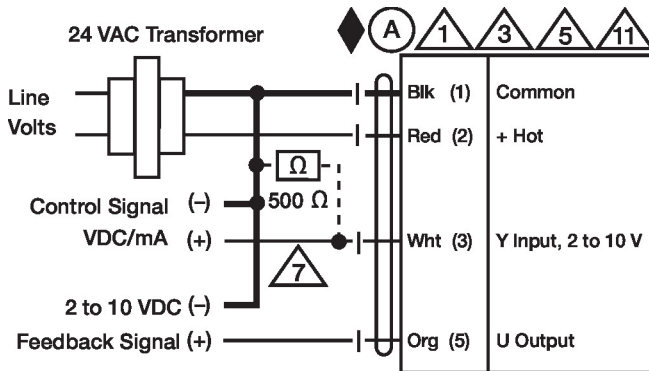 24 VAC Transformer
A 1 3 5 11
Line
Volts
Blk (1) Common
Red (2) + Hot
Ω
500 Ω
Control Signal (-)
VDC/mA (+)
Wht (3) Y Input, 2 to 10 V
7
2 to 10 VDC (-)
Feedback Signal (+)
Org (5) U Output